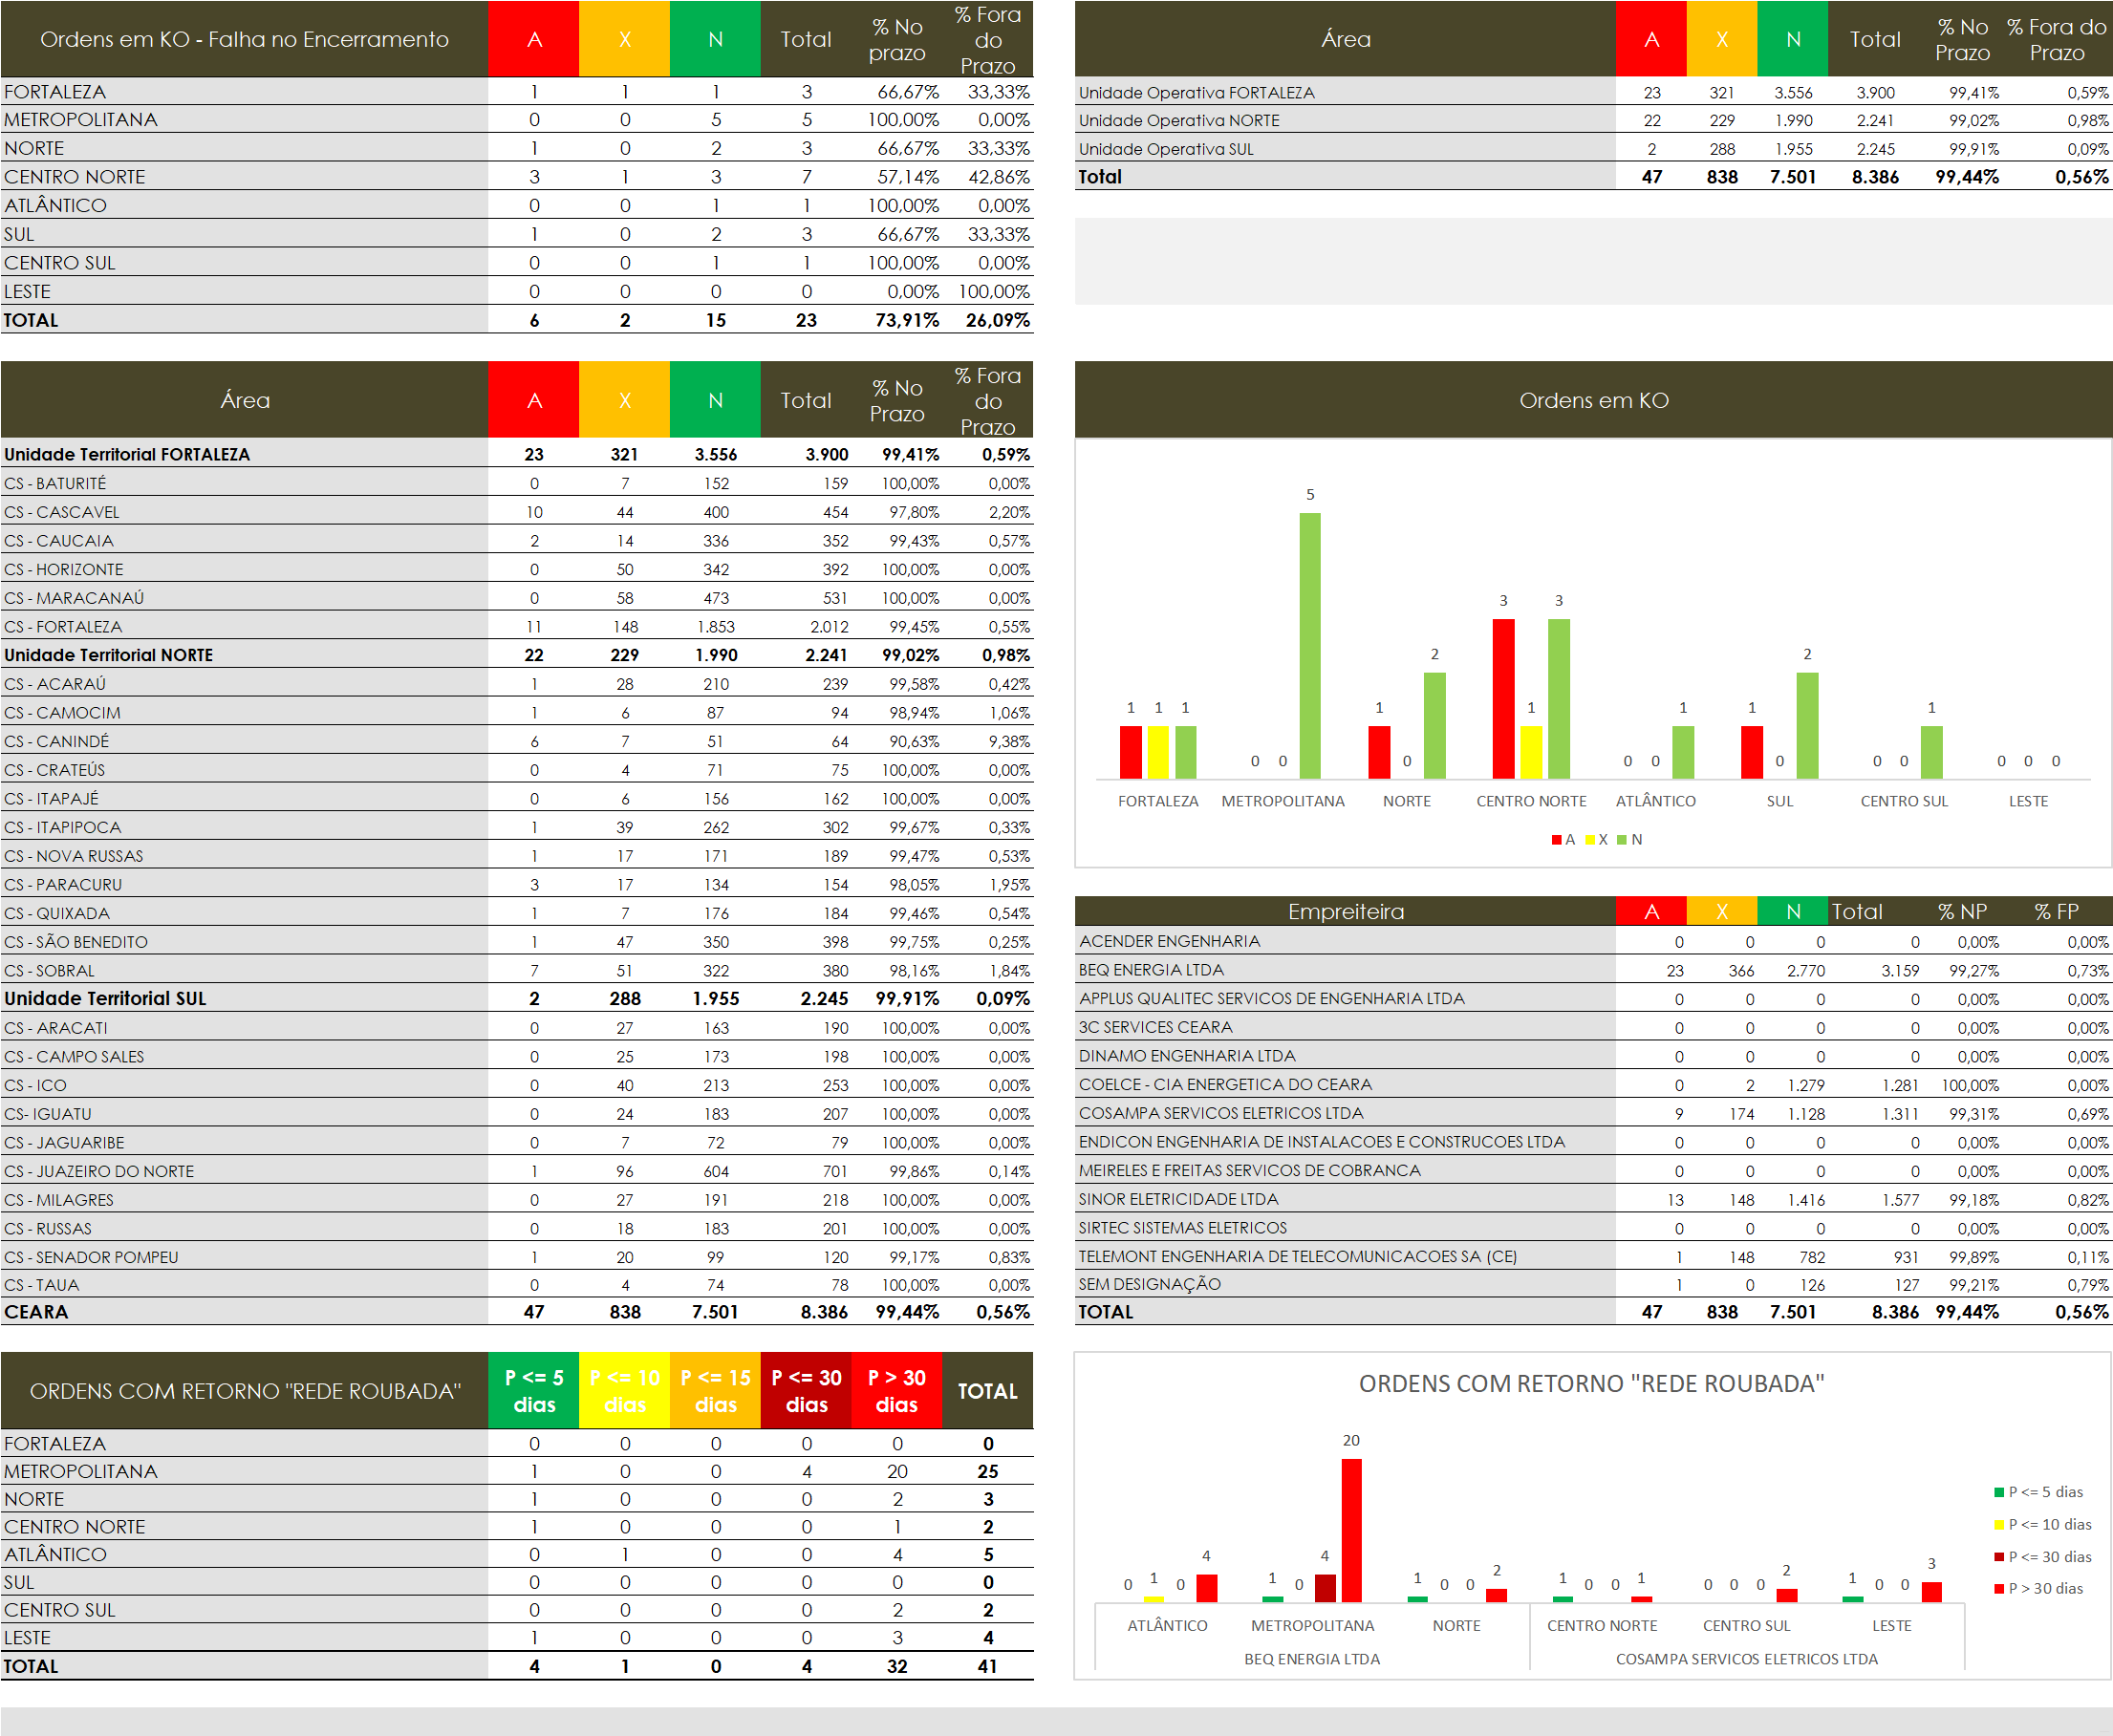 Ordens em KO - Falha no Encerramento A X N Total % No prazo % Fora do Prazo
FORTALEZA 1 1 1 3 66,67% 33,33%
METROPOLITANA 0 0 5 5 100,00% 0,00%
NORTE 1 0 2 3 66,67% 33,33%
CENTRO NORTE 3 1 3 7 57,14% 42,86%
ATLÂNTICO 0 0 1 1 100,00% 0,00%
SUL 1 0 2 3 66,67% 33,33%
CENTRO SUL 0 0 1 1 100,00% 0,00%
LESTE 0 0 0 0 0,00% 100,00%
TOTAL 6 2 15 23 73,91% 26,09%
Área A X N Total % No Prazo % Fora do Prazo
Unidade Operativa FORTALEZA 23 321 3.556 3.900 99,41% 0,59%
Unidade Operativa NORTE 22 229 1.990 2.241 99,02% 0,98%
Unidade Operativa SUL 2 288 1.955 2.245 99,91% 0,09%
Total 47 838 7.501 8.386 99,44% 0,56%
Área A X N Total % No Prazo % Fora do Prazo
Unidade Territorial FORTALEZA 23 321 3.556 3.900 99,41% 0,59%
CS - BATURITÉ 0 7 152 159 100,00% 0,00%
CS - CASCAVEL 10 44 400 454 97,80% 2,20%
CS - CAUCAIA 2 14 336 352 99,43% 0,57%
CS - HORIZONTE 0 50 342 392 100,00% 0,00%
CS - MARACANAÚ 0 58 473 531 100,00% 0,00%
CS - FORTALEZA 11 148 1.853 2.012 99,45% 0,55%
Unidade Territorial NORTE 22 229 1.990 2.241 99,02% 0,98%
CS - ACARAÚ 1 28 210 239 99,58% 0,42%
CS - CAMOCIM 1 6 87 94 98,94% 1,06%
CS - CANINDÉ 6 7 51 64 90,63% 9,38%
CS - CRATEÚS 0 4 71 75 100,00% 0,00%
CS - ITAPAJÉ 0 6 156 162 100,00% 0,00%
CS - ITAPIPOCA 1 39 262 302 99,67% 0,33%
CS - NOVA RUSSAS 1 17 171 189 99,47% 0,53%
CS - PARACURU 3 17 134 154 98,05% 1,95%
CS - QUIXADA 1 7 176 184 99,46% 0,54%
CS - SÃO BENEDITO 1 47 350 398 99,75% 0,25%
CS - SOBRAL 7 51 322 380 98,16% 1,84%
Unidade Territorial SUL 2 288 1.955 2.245 99,91% 0,09%
CS - ARACATI 0 27 163 190 100,00% 0,00%
CS - CAMPO SALES 0 25 173 198 100,00% 0,00%
CS - ICO 0 40 213 253 100,00% 0,00%
CS- IGUATU 0 24 183 207 100,00% 0,00%
CS - JAGUARIBE 0 7 72 79 100,00% 0,00%
CS - JUAZEIRO DO NORTE 1 96 604 701 99,86% 0,14%
CS - MILAGRES 0 27 191 218 100,00% 0,00%
CS - RUSSAS 0 18 183 201 100,00% 0,00%
CS - SENADOR POMPEU 1 20 99 120 99,17% 0,83%
CS - TAUA 0 4 74 78 100,00% 0,00%
CEARA 47 838 7.501 8.386 99,44% 0,56%
Ordens em KO
5
3 3
2 2
1 1 1 1 1 1 1 1
0 0 0 0 0 0 0 0 0 0 0
FORTALEZA METROPOLITANA NORTE CENTRO NORTE ATLÂNTICO SUL CENTRO SUL LESTE
A X N
Empreiteira A X N Total % NP % FP
ACENDER ENGENHARIA 0 0 0 0 0,00% 0,00%
BEQ ENERGIA LTDA 23 366 2.770 3.159 99,27% 0,73%
APPLUS QUALITEC SERVICOS DE ENGENHARIA LTDA 0 0 0 0 0,00% 0,00%
3C SERVICES CEARA 0 0 0 0 0,00% 0,00%
DINAMO ENGENHARIA LTDA 0 0 0 0 0,00% 0,00%
COELCE - CIA ENERGETICA DO CEARA 0 2 1.279 1.281 100,00% 0,00%
COSAMPA SERVICOS ELETRICOS LTDA 9 174 1.128 1.311 99,31% 0,69%
ENDICON ENGENHARIA DE INSTALACOES E CONSTRUCOES LTDA 0 0 0 0 0,00% 0,00%
MEIRELES E FREITAS SERVICOS DE COBRANCA 0 0 0 0 0,00% 0,00%
SINOR ELETRICIDADE LTDA 13 148 1.416 1.577 99,18% 0,82%
SIRTEC SISTEMAS ELETRICOS 0 0 0 0 0,00% 0,00%
TELEMONT ENGENHARIA DE TELECOMUNICACOES SA (CE) 1 148 782 931 99,89% 0,11%
SEM DESIGNAÇÃO 1 0 126 127 99,21% 0,79%
TOTAL 47 838 7.501 8.386 99,44% 0,56%
ORDENS COM RETORNO "REDE ROUBADA" P <= 5 dias P <= 10 dias P <= 15 dias P <= 30 dias P > 30 dias TOTAL
FORTALEZA 0 0 0 0 0 0
METROPOLITANA 1 0 0 4 20 25
NORTE 1 0 0 0 2 3
CENTRO NORTE 1 0 0 0 1 2
ATLÂNTICO 0 1 0 0 4 5
SUL 0 0 0 0 0 0
CENTRO SUL 0 0 0 0 2 2
LESTE 1 0 0 0 3 4
TOTAL 4 1 0 4 32 41
ORDENS COM RETORNO "REDE ROUBADA"
20
0 1 0 4 1 0 4 1 0 0 2 1 0 0 1 0 0 0 2 1 0 0 3
ATLÂNTICO METROPOLITANA NORTE CENTRO NORTE CENTRO SUL LESTE
BEQ ENERGIA LTDA COSAMPA SERVICOS ELETRICOS LTDA
P <= 5 dias
P <= 10 dias
P <= 30 dias
P > 30 dias